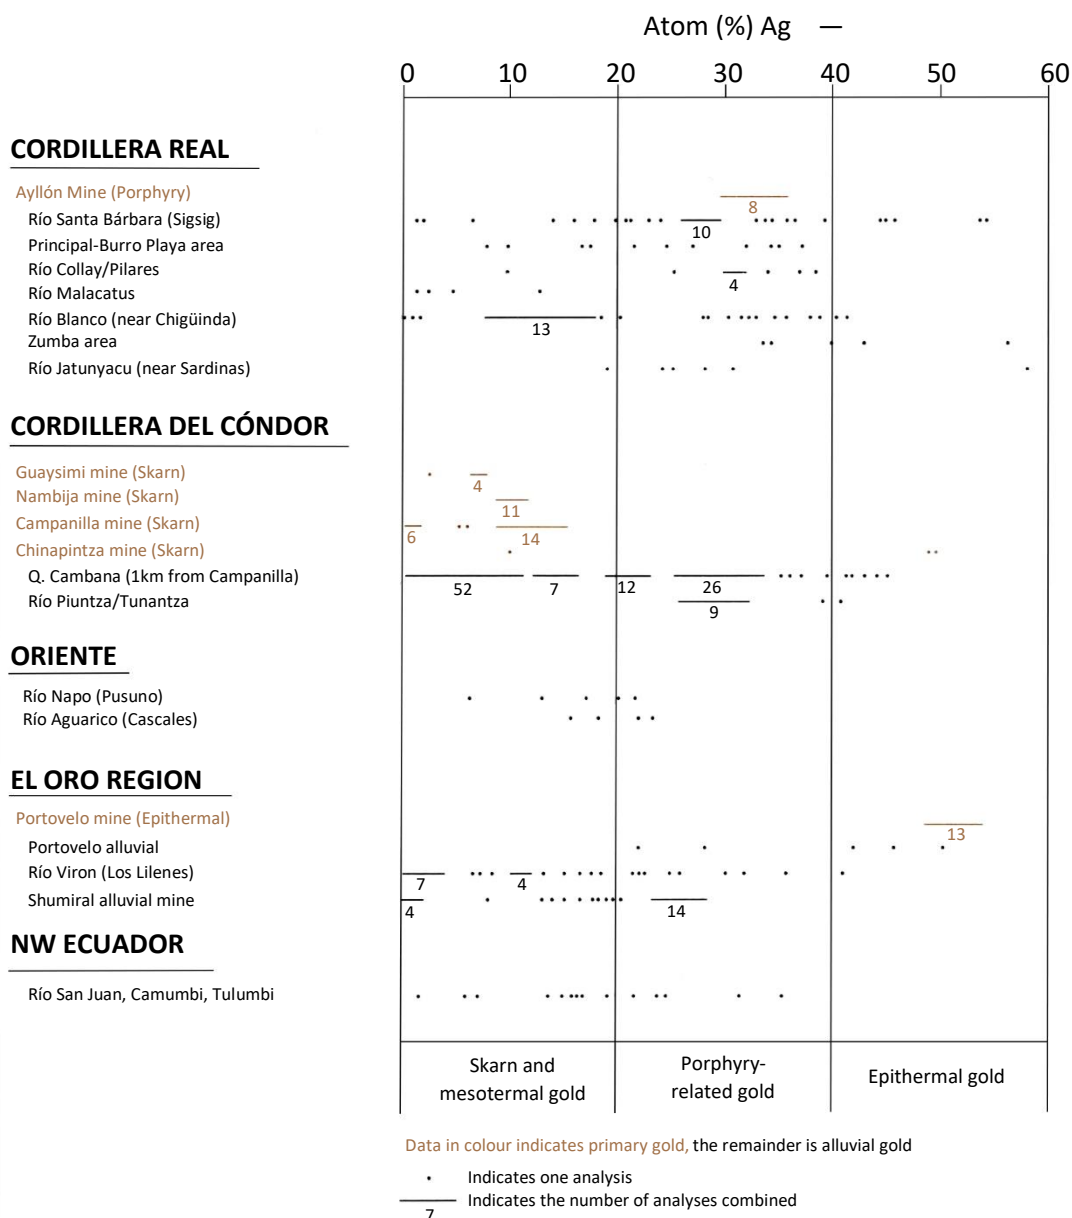 Atom (%) Ag —
0 10 20 30 40 50 60
CORDILLERA REAL
Ayllón Mine (Porphyry)
8
Río Santa Bárbara (Sigsig)
10
Principal-Burro Playa area
Río Collay/Pilares
4
Río Malacatus
Río Blanco (near Chigüinda)
13
Zumba area
Río Jatunyacu (near Sardinas)
CORDILLERA DEL CÓNDOR
Guaysimi mine (Skarn)
4
Nambija mine (Skarn)
11
Campanilla mine (Skarn)
6 14
Chinapintza mine (Skarn)
Q. Cambana (1km from Campanilla)
52 7 12 26
Río Piuntza/Tunantza
9
ORIENTE
Río Napo (Pusuno)
Río Aguarico (Cascales)
EL ORO REGION
Portovelo mine (Epithermal)
13
Portovelo alluvial
Río Viron (Los Lilenes)
7 4
Shumiral alluvial mine
4 14
NW ECUADOR
Río San Juan, Camumbi, Tulumbi
Skarn and
mesotermal gold
Porphyry-
related gold
Epithermal gold
Data in colour indicates primary gold, the remainder is alluvial gold
Indicates one analysis
Indicates the number of analyses combined
7